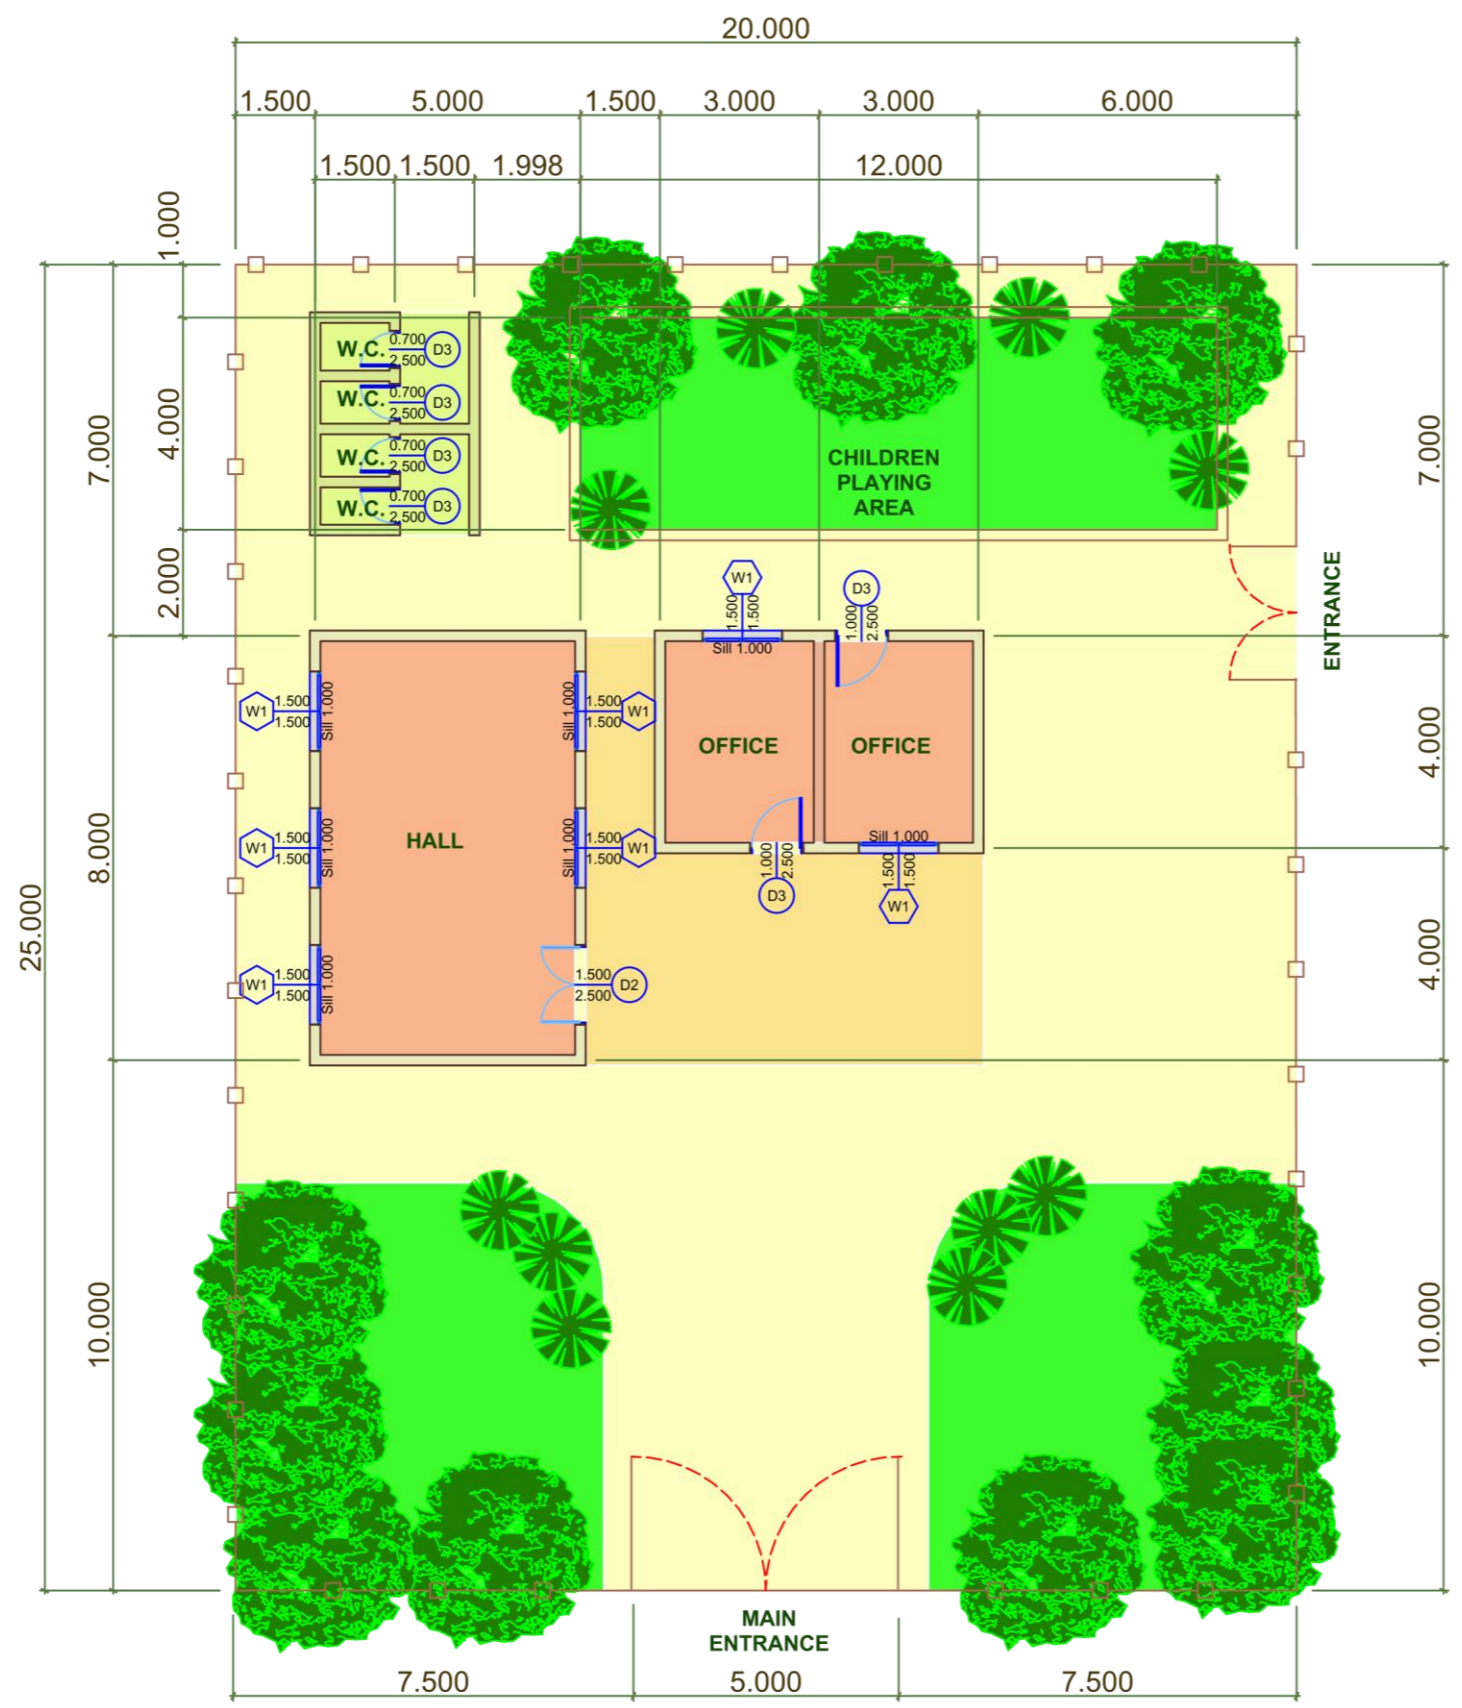 20.000
1.500 5.000 1.500 3.000 3.000 6.000
1.500 1.500 1.998 12.000
1.000
7.000
4.000
2.000
W.C. 0.700 D3
2.500
W.C. 0.700 D3
2.500
W.C. 0.700 D3
2.500
W.C. 0.700 D3
2.500
CHILDREN
PLAYING
AREA
7.000
ENTRANCE
W1
1.500
1.500
Sill 1.000
D3
1.000
2.500
W1 1.500
1.500
Sill 1.000
Sill 1.000
1.500 W1
1.500
OFFICE
OFFICE
4.000
8.000
HALL
W1 1.500
1.500
Sill 1.000
Sill 1.000
1.500 W1
1.500
1.000
2.500
D3
Sill 1.000
1.500
1.500
W1
25.000
4.000
W1 1.500
1.500
Sill 1.000
1.500 D2
2.500
10.000
10.000
MAIN
ENTRANCE
7.500 5.000 7.500